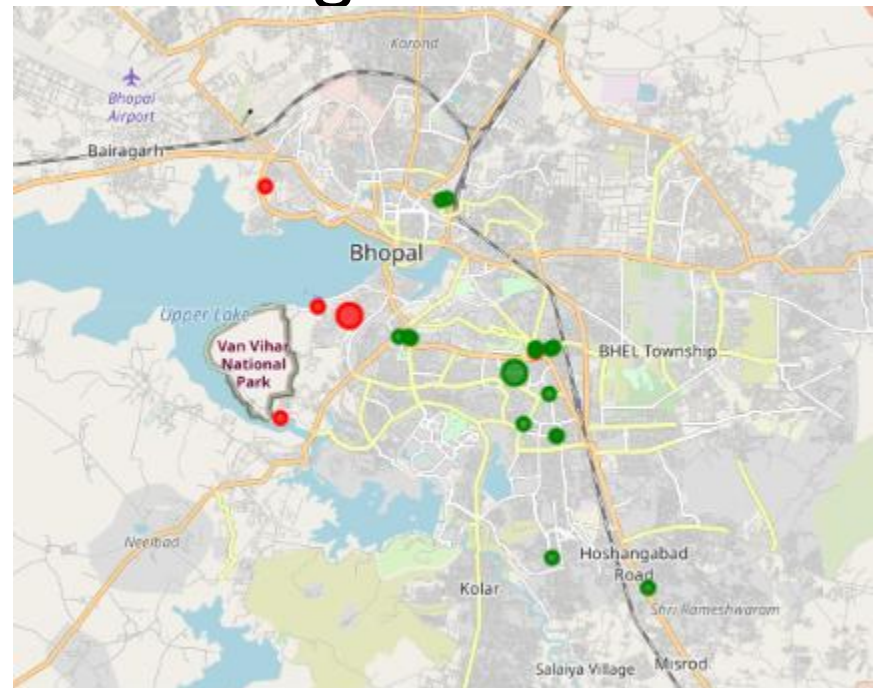 Karond
Bhopal
Airport
Bairagarh
Bhopal
Upper Lake
Van Vihar
National
Park
BHEL Township
Neelbad
Hoshangabad
Road
Kolar
Shri Rameshwaram
Salaiya Village
Misrod